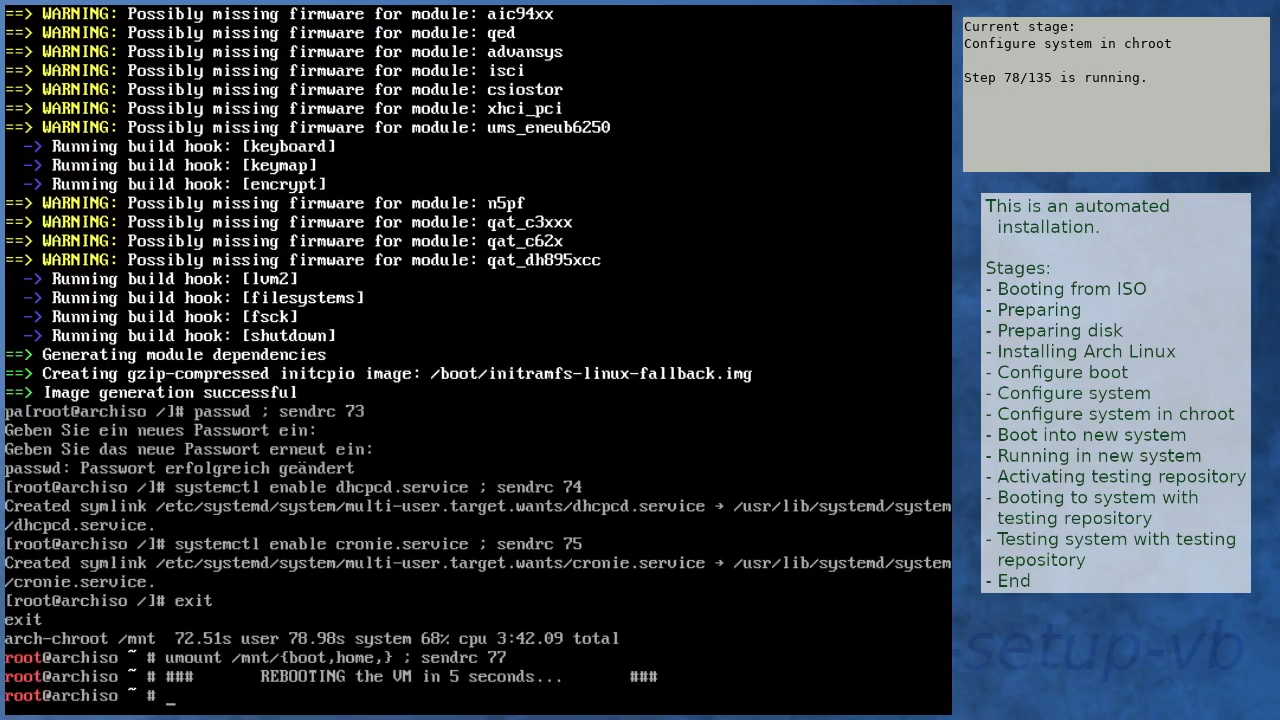 ==> WARNING: Possibly missing firmware for module: aic94xx
==> WARNING: Possibly missing firmware for module: qed
==> WARNING: Possibly missing firmware for module: advansys
==> WARNING: Possibly missing firmware for module: isci
==> WARNING: Possibly missing firmware for module: csiostor
==> WARNING: Possibly missing firmware for module: xhci_pci
==> WARNING: Possibly missing firmware for module: ums_eneub6250
  -> Running build hook: [keyboard]
  -> Running build hook: [keymap]
  -> Running build hook: [encrypt]
==> WARNING: Possibly missing firmware for module: n5pf
==> WARNING: Possibly missing firmware for module: qat_c3xxx
==> WARNING: Possibly missing firmware for module: qat_c62x
==> WARNING: Possibly missing firmware for module: qat_dh895xcc
  -> Running build hook: [lvm2]
  -> Running build hook: [filesystems]
  -> Running build hook: [fsck]
  -> Running build hook: [shutdown]
==> Generating module dependencies
==> Creating gzip-compressed initcpio image: /boot/initramfs-linux-fallback.img
==> Image generation successful
pa[root@archiso /]# passwd ; sendrc 73
Geben Sie ein neues Passwort ein:
Geben Sie das neue Passwort erneut ein:
passwd: Passwort erfolgreich geändert
[root@archiso /]# systemctl enable dhcpcd.service ; sendrc 74
Created symlink /etc/systemd/system/multi-user.target.wants/dhcpcd.service → /usr/lib/systemd/system
/dhcpcd.service.
[root@archiso /]# systemctl enable cronie.service ; sendrc 75
Created symlink /etc/systemd/system/multi-user.target.wants/cronie.service → /usr/lib/systemd/system
/cronie.service.
[root@archiso /]# exit
exit
arch-chroot /mnt  72.51s user 78.98s system 68% cpu 3:42.09 total
root@archiso ~ # umount /mnt/{boot,home,} ; sendrc 77
root@archiso ~ # ###       REBOOTING the VM in 5 seconds...       ###
root@archiso ~ # _
Current stage:
Configure system in chroot
Step 78/135 is running.
This is an automated
installation.
Stages:
- Booting from ISO
- Preparing
- Preparing disk
- Installing Arch Linux
- Configure boot
- Configure system
- Configure system in chroot
- Boot into new system
- Running in new system
- Activating testing repository
- Booting to system with
testing repository
- Testing system with testing
repository
- End
-setup-vb